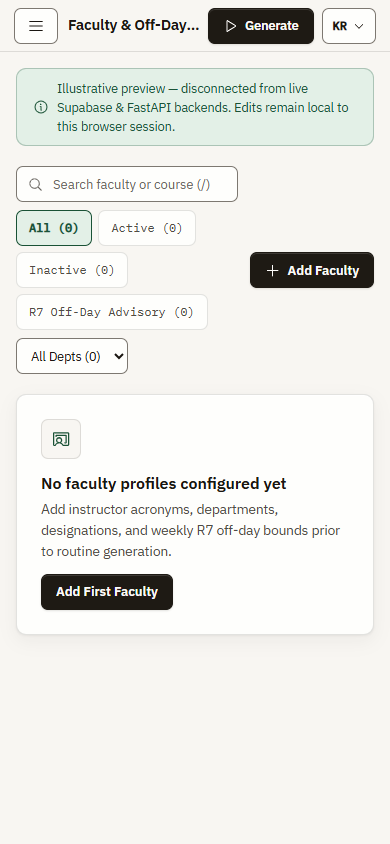 Faculty & Off-Day...
Generate
KR
Illustrative preview — disconnected from live
Supabase & FastAPI backends. Edits remain local to
this browser session.
Search faculty or course (/)
All (0)
Active (0)
Inactive (0)
Add Faculty
R7 Off-Day Advisory (0)
All Depts (0)
No faculty profiles configured yet
Add instructor acronyms, departments,
designations, and weekly R7 off-day bounds prior
to routine generation.
Add First Faculty